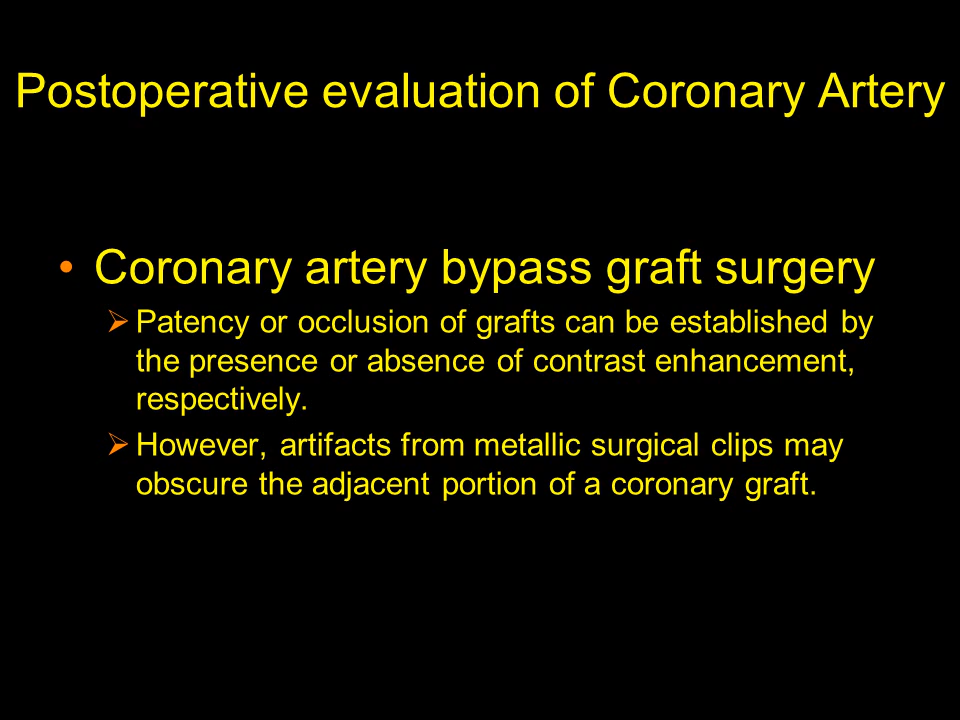 Postoperative evaluation of Coronary Artery
• Coronary artery bypass graft surgery
➢ Patency or occlusion of grafts can be established by
the presence or absence of contrast enhancement,
respectively.
➢ However, artifacts from metallic surgical clips may
obscure the adjacent portion of a coronary graft.